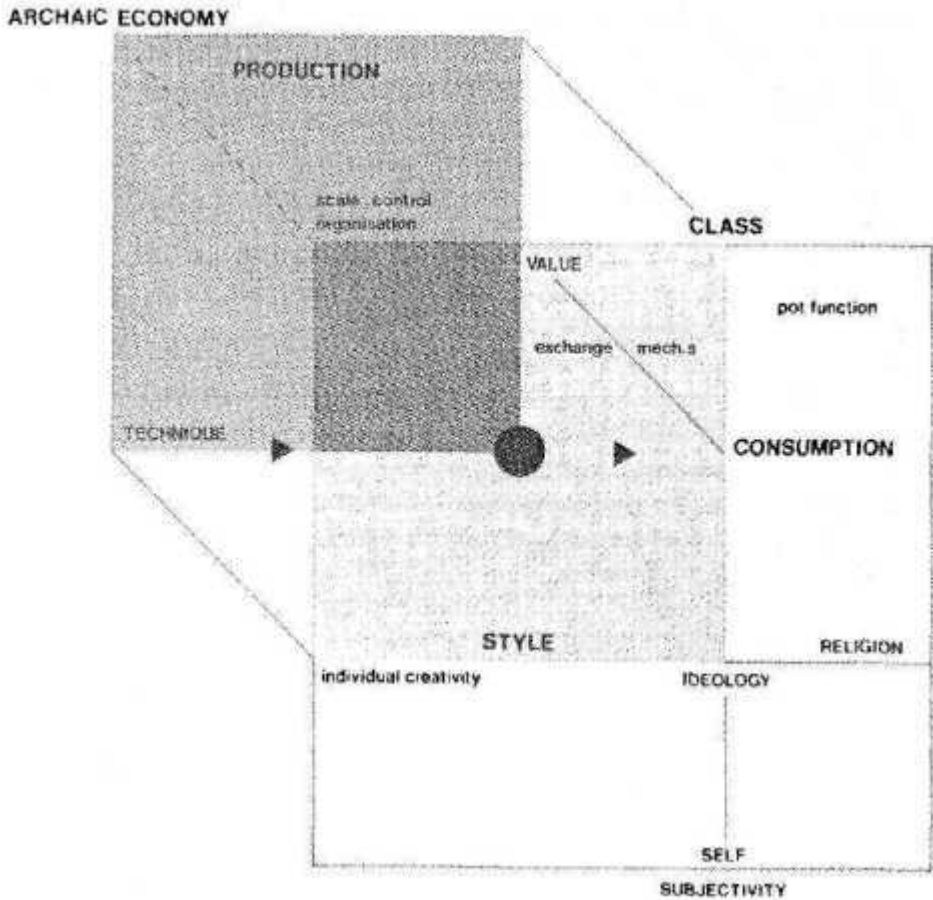 ARCHAIC ECONOMY
PRODUCTION
scale control
organisation
CLASS
VALUE
pot function
exchange mech.s
TECHNIQUE
CONSUMPTION
STYLE
RELIGION
individual creativity
IDEOLOGY
SELF
SUBJECTIVITY